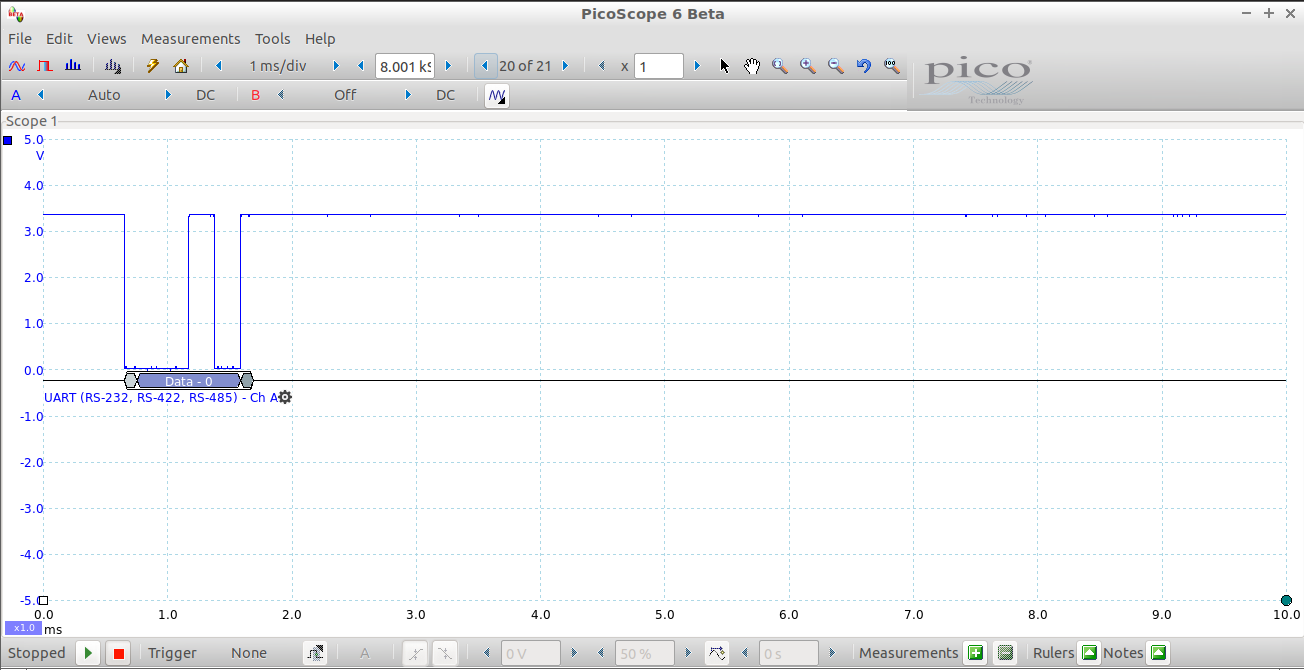 BETA
PicoScope 6 Beta
File Edit Views Measurements Tools Help
1 ms/div 8.001 kS 20 of 21 x 1
pico
Technology
A Auto DC B Off DC
Scope 1
5.0
V
4.0
3.0
2.0
1.0
0.0
Data - 0
UART (RS-232, RS-422, RS-485) - Ch A
-1.0
-2.0
-3.0
-4.0
-5.0
0.0 1.0 2.0 3.0 4.0 5.0 6.0 7.0 8.0 9.0 10.0
x1.0 ms
Stopped Trigger None A 0 V 50 % 0 s Measurements Rulers Notes